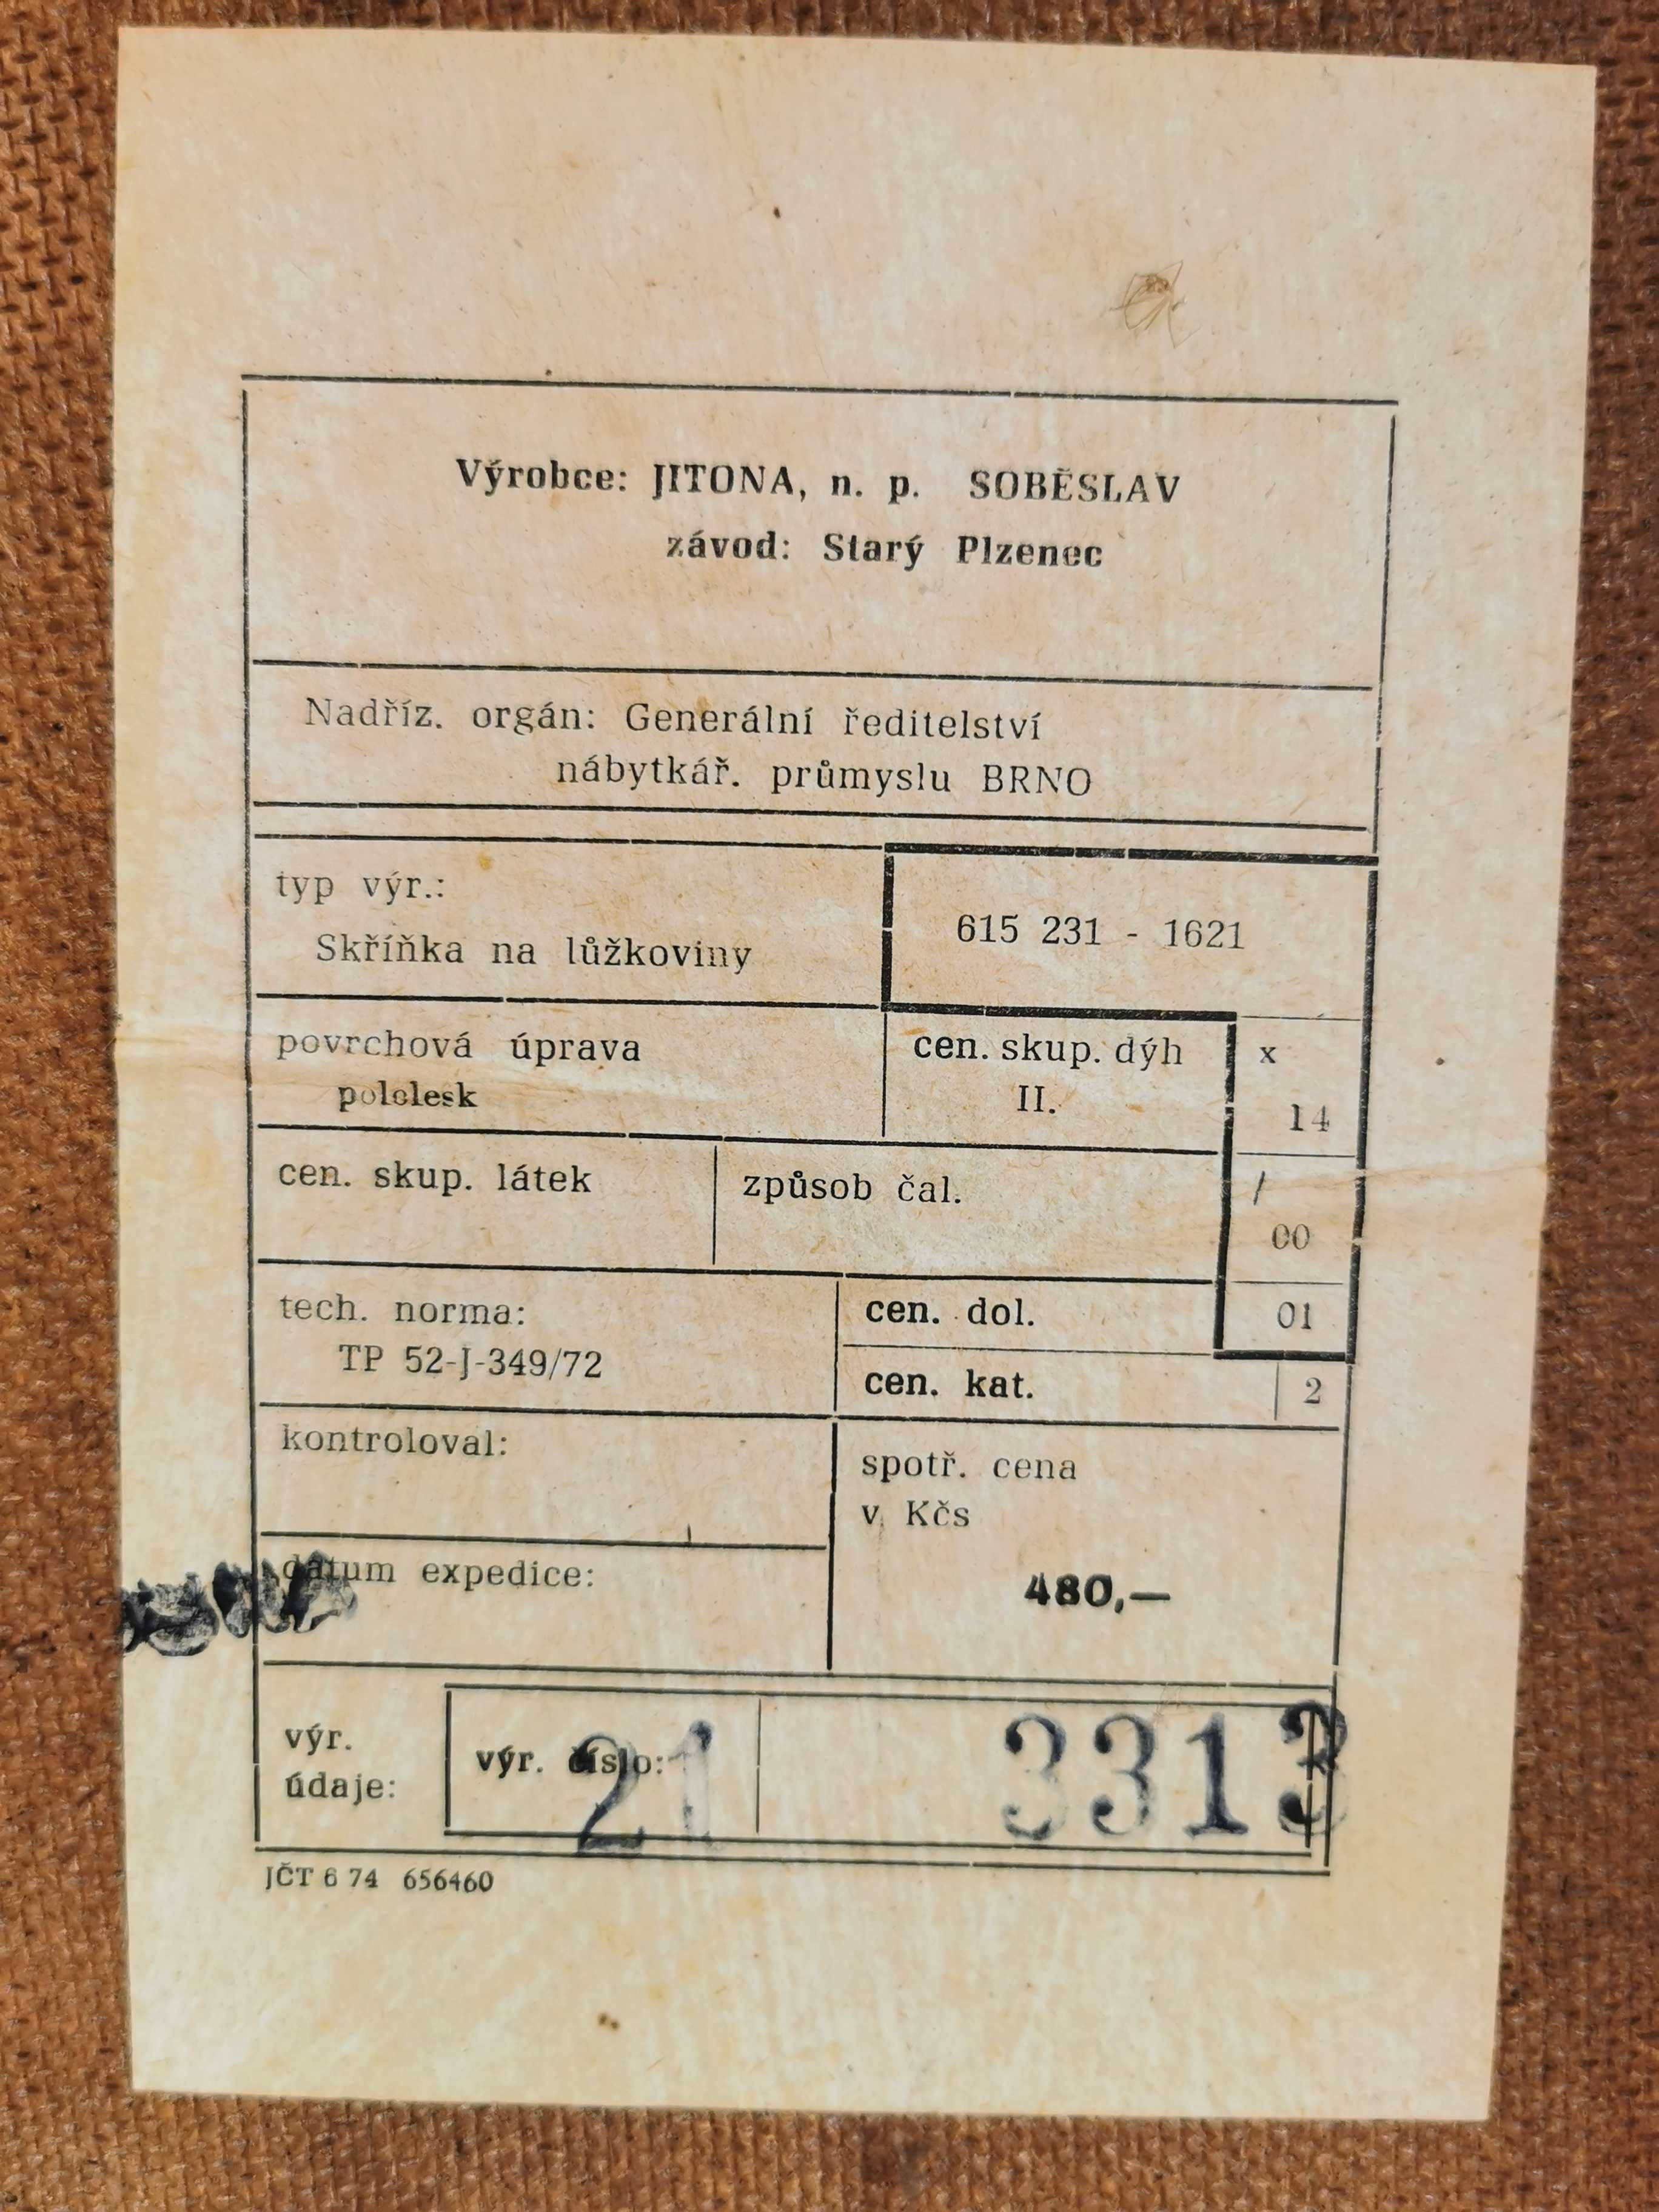 Výrobce: JITONA, n. p. SOBĚSLAV
závod: Starý Plzenec
Nadříz. orgán: Generální ředitelství
nábytkář. průmyslu BRNO
typ výr.:
Skříňka na lůžkoviny
615 231 - 1621
povrchová úprava
pololesk
cen. skup. dýh
II.
x
14
cen. skup. látek
způsob čal.
/
00
tech. norma:
TP 52-J-349/72
cen. dol.
01
cen. kat.
2
kontroloval:
spotř. cena
v Kčs
480,—
datum expedice:
výr.
údaje:
výr. číslo:
21
3313
JČT 6 74 656460